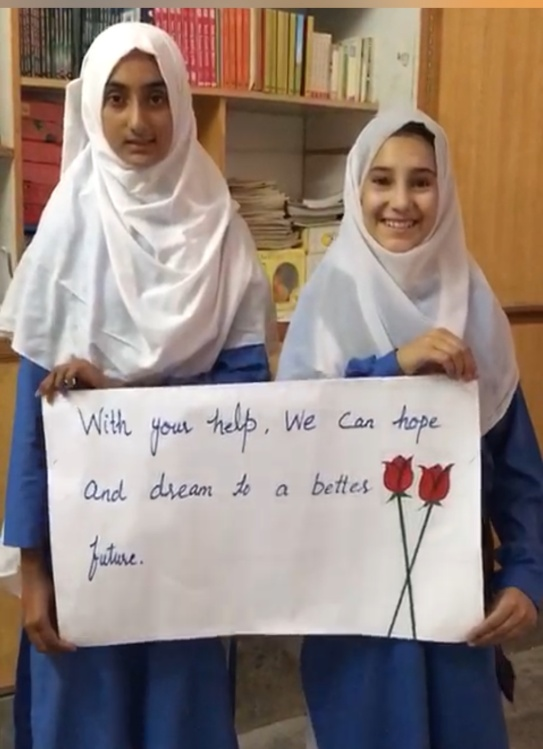 With your help, We Can hope
and dream to a better
future.